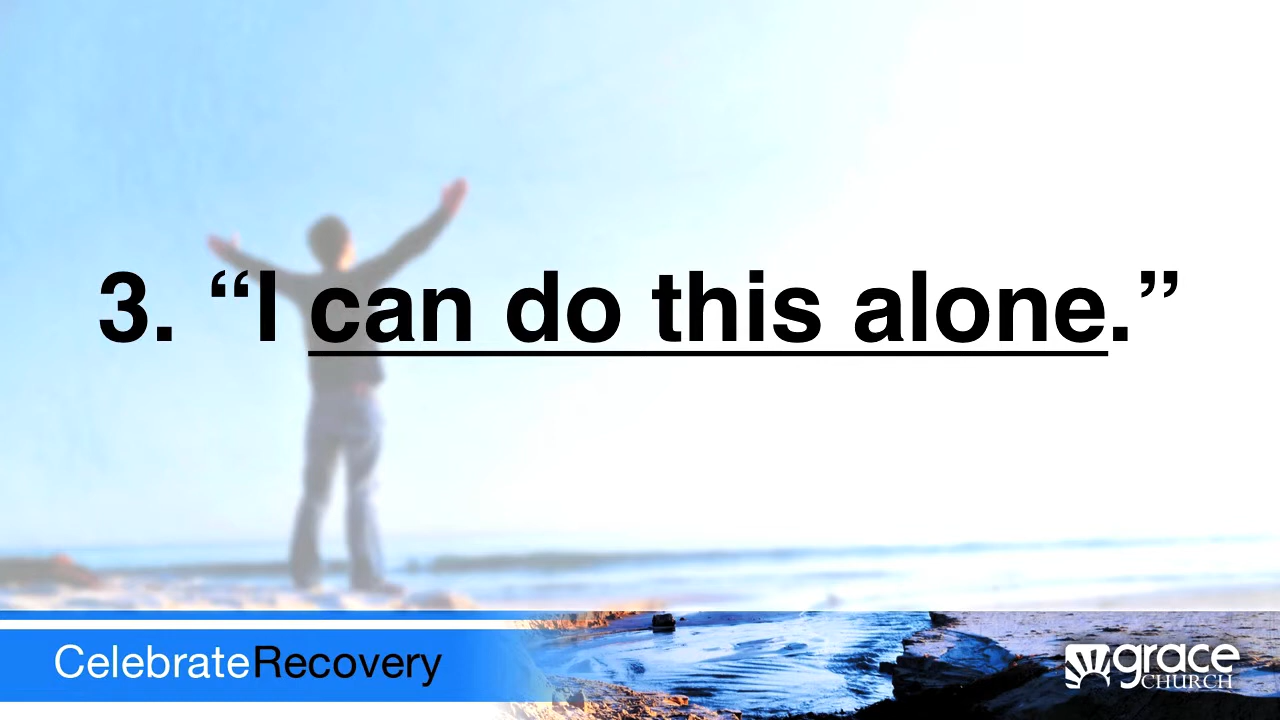 3. “I can do this alone.”
CelebrateRecovery
grace
CHURCH